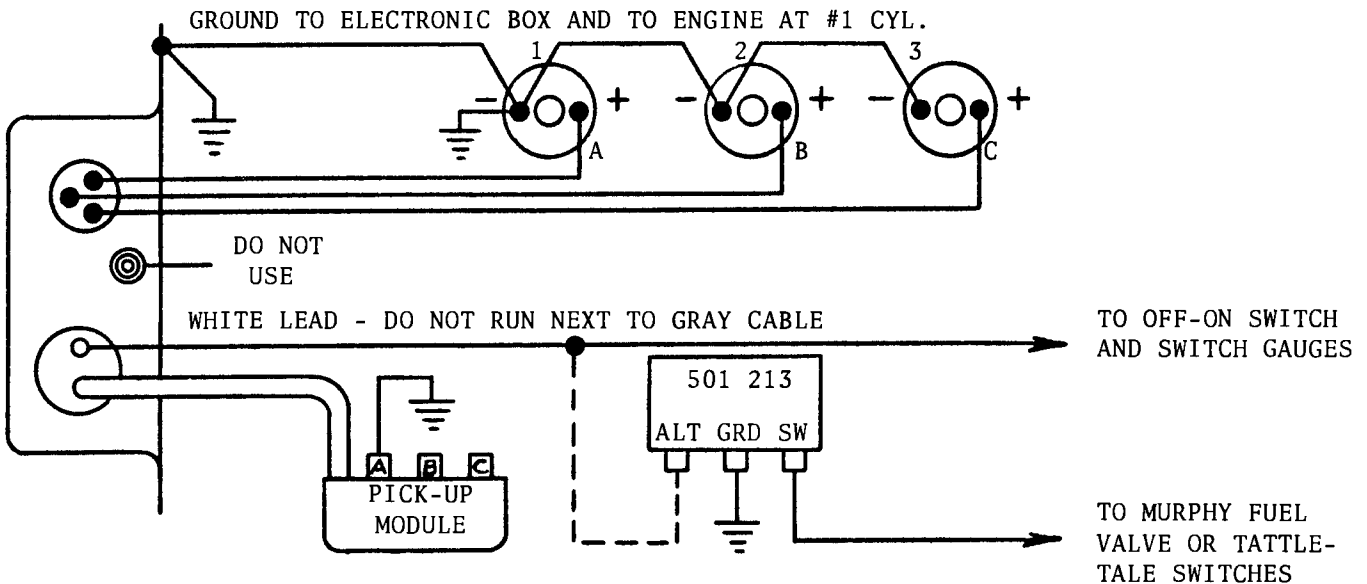 GROUND TO ELECTRONIC BOX AND TO ENGINE AT #1 CYL.
1 2 3
- + - + - +
A B C
DO NOT
USE
WHITE LEAD - DO NOT RUN NEXT TO GRAY CABLE
TO OFF-ON SWITCH
AND SWITCH GAUGES
501 213
ALT GRD SW
A B C
PICK-UP
MODULE
TO MURPHY FUEL
VALVE OR TATTLE-
TALE SWITCHES